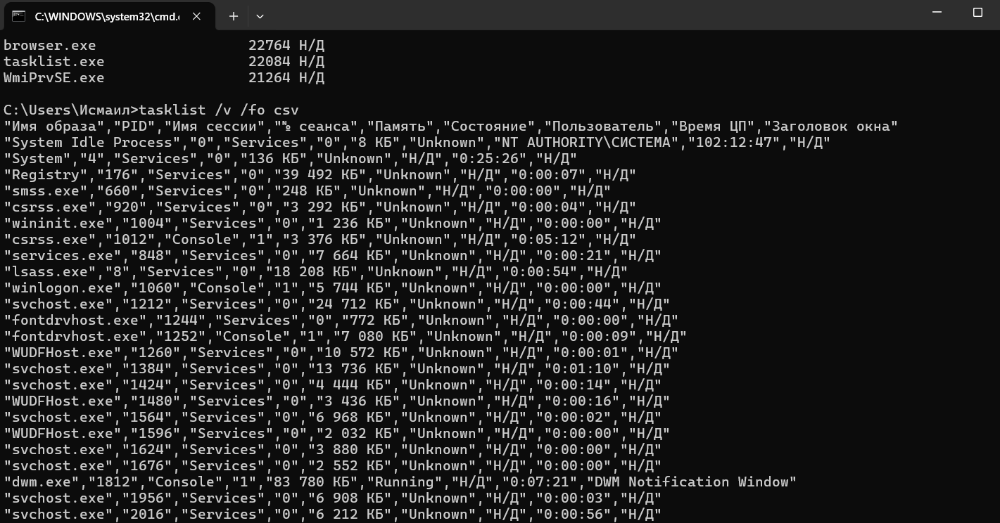 C:\WINDOWS\system32\cmd.e
browser.exe 22764 Н/Д
tasklist.exe 22084 Н/Д
WmiPrvSE.exe 21264 Н/Д
C:\Users\Исмаил>tasklist /v /fo csv
"Имя образа","PID","Имя сессии","№ сеанса","Память","Состояние","Пользователь","Время ЦП","Заголовок окна"
"System Idle Process","0","Services","0","8 КБ","Unknown","NT AUTHORITY\СИСТЕМА","102:12:47","Н/Д"
"System","4","Services","0","136 КБ","Unknown","Н/Д","0:25:26","Н/Д"
"Registry","176","Services","0","39 492 КБ","Unknown","Н/Д","0:00:07","Н/Д"
"smss.exe","660","Services","0","248 КБ","Unknown","Н/Д","0:00:00","Н/Д"
"csrss.exe","920","Services","0","3 292 КБ","Unknown","Н/Д","0:00:04","Н/Д"
"wininit.exe","1004","Services","0","1 236 КБ","Unknown","Н/Д","0:00:00","Н/Д"
"csrss.exe","1012","Console","1","3 376 КБ","Unknown","Н/Д","0:05:12","Н/Д"
"services.exe","848","Services","0","7 664 КБ","Unknown","Н/Д","0:00:21","Н/Д"
"lsass.exe","8","Services","0","18 208 КБ","Unknown","Н/Д","0:00:54","Н/Д"
"winlogon.exe","1060","Console","1","5 744 КБ","Unknown","Н/Д","0:00:00","Н/Д"
"svchost.exe","1212","Services","0","24 712 КБ","Unknown","Н/Д","0:00:44","Н/Д"
"fontdrvhost.exe","1244","Services","0","772 КБ","Unknown","Н/Д","0:00:00","Н/Д"
"fontdrvhost.exe","1252","Console","1","7 080 КБ","Unknown","Н/Д","0:00:09","Н/Д"
"WUDFHost.exe","1260","Services","0","10 572 КБ","Unknown","Н/Д","0:00:01","Н/Д"
"svchost.exe","1384","Services","0","13 736 КБ","Unknown","Н/Д","0:01:10","Н/Д"
"svchost.exe","1424","Services","0","4 444 КБ","Unknown","Н/Д","0:00:14","Н/Д"
"WUDFHost.exe","1480","Services","0","3 436 КБ","Unknown","Н/Д","0:00:16","Н/Д"
"svchost.exe","1564","Services","0","6 968 КБ","Unknown","Н/Д","0:00:02","Н/Д"
"WUDFHost.exe","1596","Services","0","2 032 КБ","Unknown","Н/Д","0:00:00","Н/Д"
"svchost.exe","1624","Services","0","3 880 КБ","Unknown","Н/Д","0:00:00","Н/Д"
"svchost.exe","1676","Services","0","2 552 КБ","Unknown","Н/Д","0:00:00","Н/Д"
"dwm.exe","1812","Console","1","83 780 КБ","Running","Н/Д","0:07:21","DWM Notification Window"
"svchost.exe","1956","Services","0","6 908 КБ","Unknown","Н/Д","0:00:03","Н/Д"
"svchost.exe","2016","Services","0","6 212 КБ","Unknown","Н/Д","0:00:56","Н/Д"